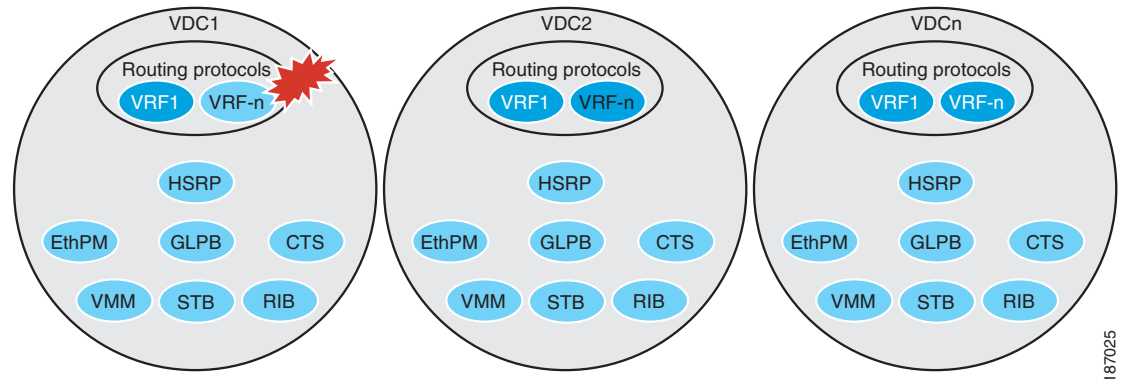 VDC1
Routing protocols
VRF1 VRF-n
HSRP
EthPM GLPB CTS
VMM STB RIB
VDC2
Routing protocols
VRF1 VRF-n
HSRP
EthPM GLPB CTS
VMM STB RIB
VDCn
Routing protocols
VRF1 VRF-n
HSRP
EthPM GLPB CTS
VMM STB RIB
187025